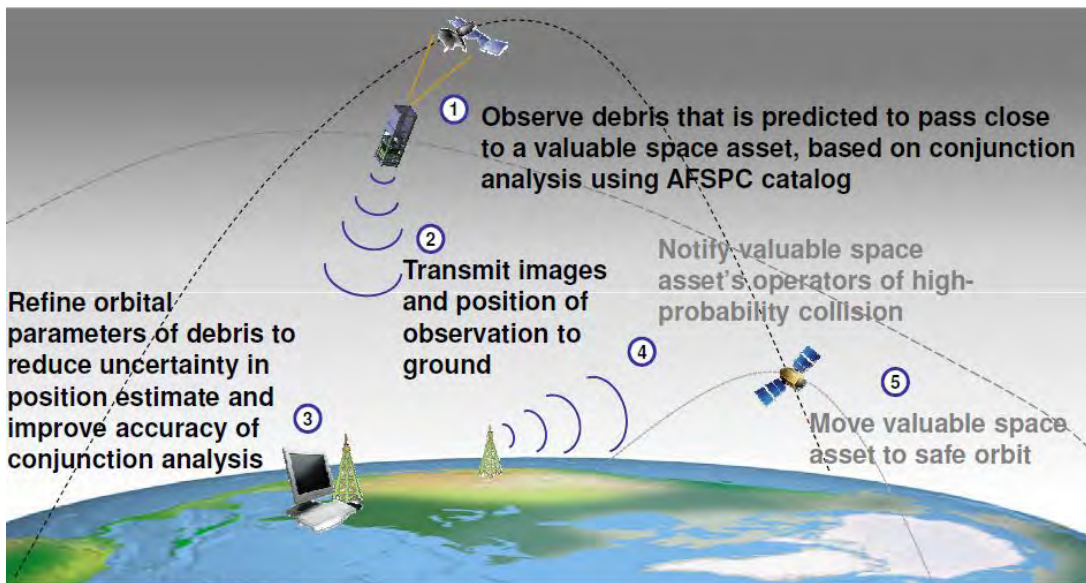 1
Observe debris that is predicted to pass close
to a valuable space asset, based on conjunction
analysis using AFSPC catalog
2
Transmit images
and position of
observation to
ground
3
Refine orbital
parameters of debris to
reduce uncertainty in
position estimate and
improve accuracy of
conjunction analysis
4
Notify valuable space
asset's operators of high-
probability collision
5
Move valuable space
asset to safe orbit